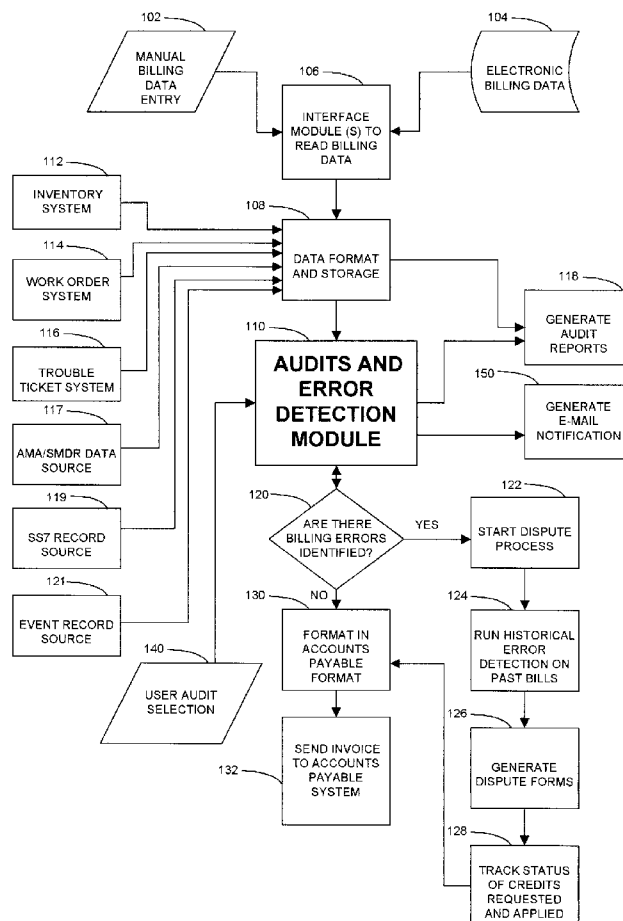 102
MANUAL
BILLING
DATA
ENTRY
104
ELECTRONIC
BILLING DATA
106
INTERFACE
MODULE (S) TO
READ BILLING
DATA
112
INVENTORY
SYSTEM
108
DATA FORMAT
AND STORAGE
114
WORK ORDER
SYSTEM
118
GENERATE
AUDIT
REPORTS
116
TROUBLE
TICKET SYSTEM
110
AUDITS AND
ERROR
DETECTION
MODULE
150
GENERATE
E-MAIL
NOTIFICATION
117
AMA/SMDR DATA
SOURCE
119
SS7 RECORD
SOURCE
120
ARE THERE
BILLING ERRORS
IDENTIFIED?
YES
NO
122
START DISPUTE
PROCESS
121
EVENT RECORD
SOURCE
130
FORMAT IN
ACCOUNTS
PAYABLE
FORMAT
124
RUN HISTORICAL
ERROR
DETECTION ON
PAST BILLS
140
USER AUDIT
SELECTION
132
SEND INVOICE
TO ACCOUNTS
PAYABLE
SYSTEM
126
GENERATE
DISPUTE FORMS
128
TRACK STATUS
OF CREDITS
REQUESTED
AND APPLIED